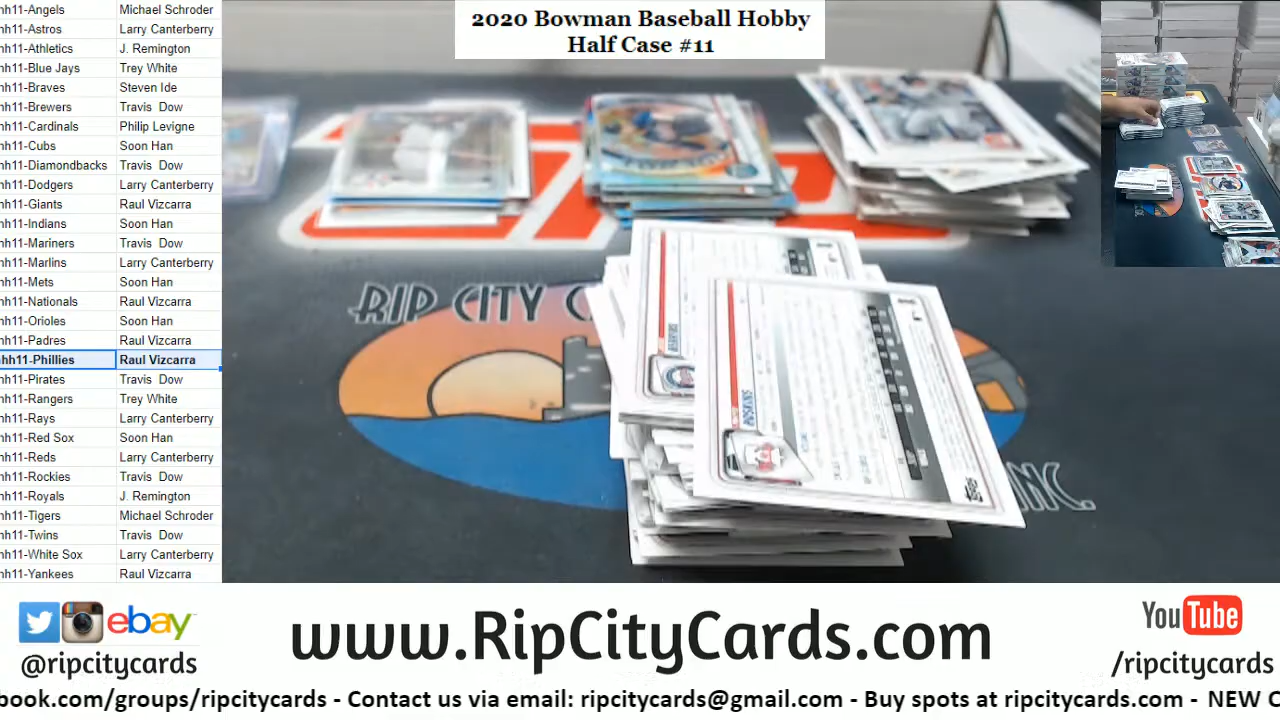 2020 Bowman Baseball Hobby
Half Case #11
hh11-Angels Michael Schroder
hh11-Astros Larry Canterberry
hh11-Athletics J. Remington
hh11-Blue Jays Trey White
hh11-Braves Steven Ide
hh11-Brewers Travis Dow
hh11-Cardinals Philip Levigne
hh11-Cubs Soon Han
hh11-Diamondbacks Travis Dow
hh11-Dodgers Larry Canterberry
hh11-Giants Raul Vizcarra
hh11-Indians Soon Han
hh11-Mariners Travis Dow
hh11-Marlins Larry Canterberry
hh11-Mets Soon Han
hh11-Nationals Raul Vizcarra
hh11-Orioles Soon Han
hh11-Padres Raul Vizcarra
hh11-Phillies Raul Vizcarra
hh11-Pirates Travis Dow
hh11-Rangers Trey White
hh11-Rays Larry Canterberry
hh11-Red Sox Soon Han
hh11-Reds Larry Canterberry
hh11-Rockies Travis Dow
hh11-Royals J. Remington
hh11-Tigers Michael Schroder
hh11-Twins Travis Dow
hh11-White Sox Larry Canterberry
hh11-Yankees Raul Vizcarra
RIP CITY C
INC.
HOSKINS
Topps
ebay
@ripcitycards
www.RipCityCards.com
YouTube
/ripcitycards
book.com/groups/ripcitycards - Contact us via email: ripcitycards@gmail.com - Buy spots at ripcitycards.com - NEW C